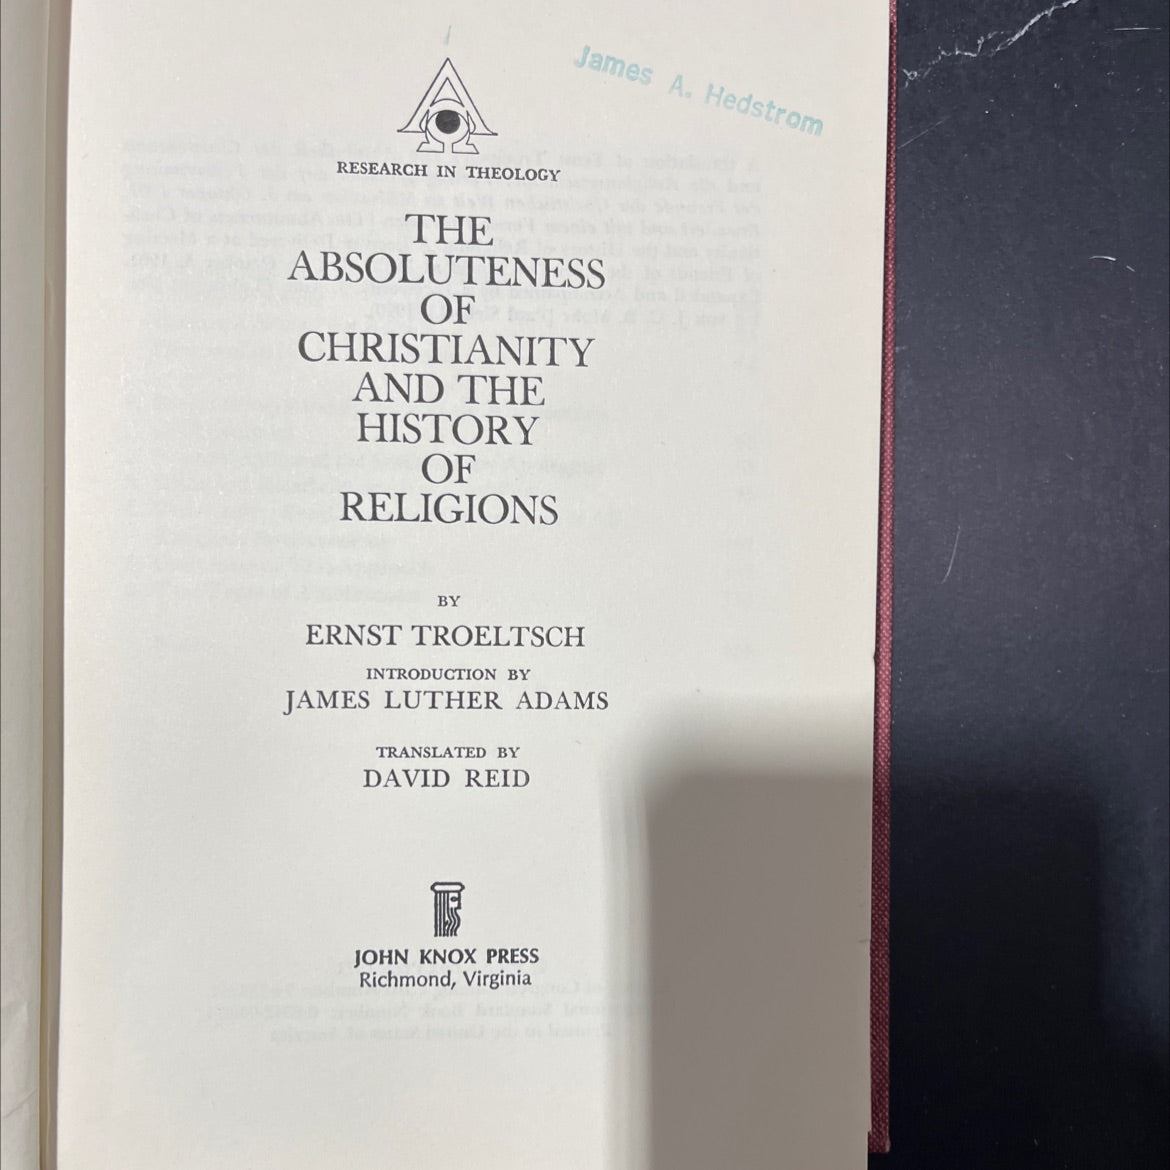 James A. Hedstrom
RESEARCH IN THEOLOGY
THE
ABSOLUTENESS
OF
CHRISTIANITY
AND THE
HISTORY
OF
RELIGIONS
BY
ERNST TROELTSCH
INTRODUCTION BY
JAMES LUTHER ADAMS
TRANSLATED BY
DAVID REID
JOHN KNOX PRESS
Richmond, Virginia